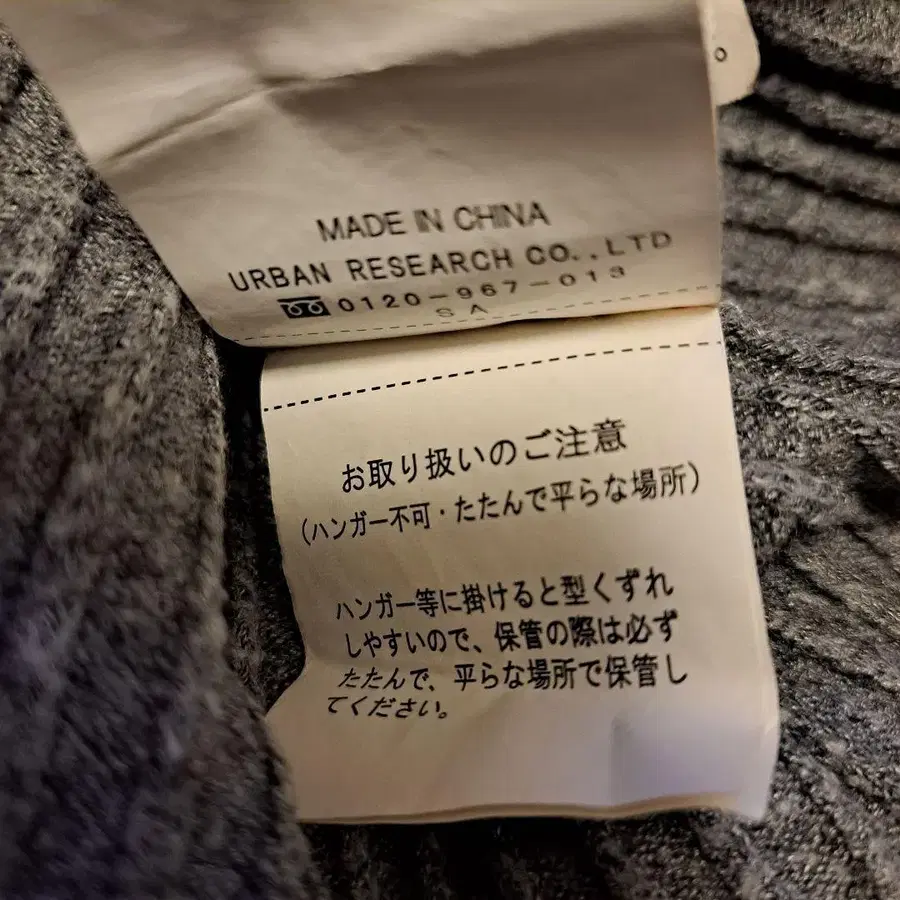 MADE IN CHINA
URBAN RESEARCH CO.,LTD
0120-967-013
SA
お取り扱いのご注意
(ハンガー不可・たたんで平らな場所)
ハンガー等に掛けると型くずれ
しやすいので、保管の際は必ず
たたんで、平らな場所で保管し
てください。